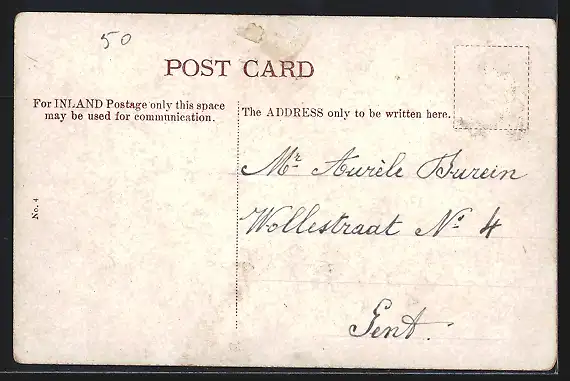 50
POST CARD
For INLAND Postage only this space
may be used for communication.
The ADDRESS only to be written here.
No. 4
Mr Aurèle Burein
Wollestraat No 4
Gent.